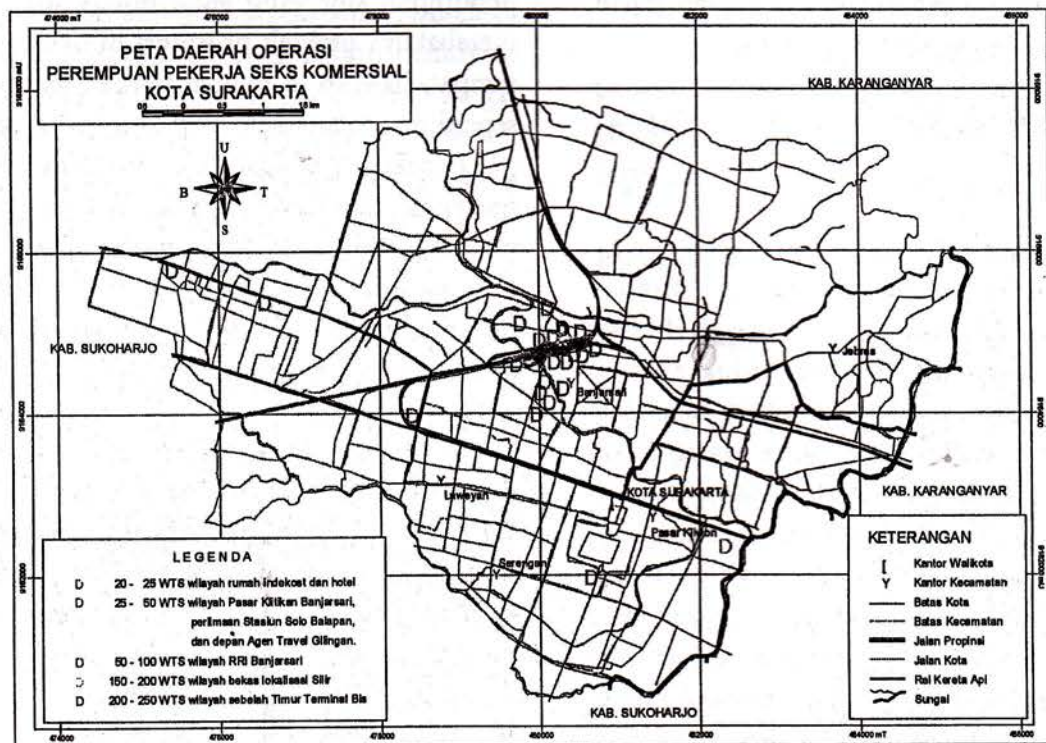 PETA DAERAH OPERASI
PEREMPUAN PEKERJA SEKS KOMERSIAL
KOTA SURAKARTA
U
B T
S
KAB. KARANGANYAR
KAB. SUKOHARJO
Jebres
Banjarsari
KOTA SURAKARTA
KAB. KARANGANYAR
Laweyan
Pasar Kliwon
Serengan
KAB. SUKOHARJO
LEGENDA
D 20 - 25 WTS wilayah rumah indekost dan hotel
D 25 - 50 WTS wilayah Pasar Klitikan Banjarsari,
perlimaan Stasiun Solo Balapan,
dan depan Agen Travel Gilingan.
D 50 - 100 WTS wilayah RRI Banjarsari
150 - 200 WTS wilayah bekas lokalisasi Silir
D 200 - 250 WTS wilayah sebelah Timur Terminal Bis
KETERANGAN
[ Kantor Walikota
Y Kantor Kecamatan
Batas Kota
Batas Kecamatan
Jalan Propinsi
Jalan Kota
Rel Kereta Api
Sungai